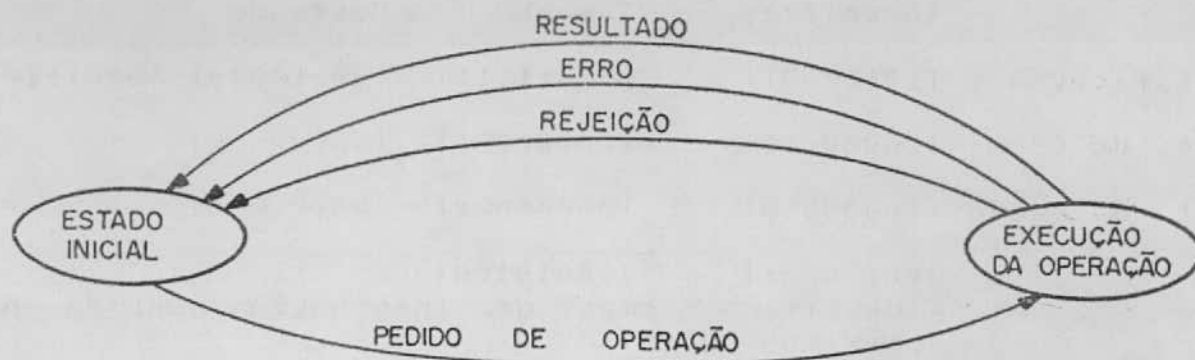 RESULTADO
ERRO
REJEIÇÃO
ESTADO
INICIAL
EXECUÇÃO
DA OPERAÇÃO
PEDIDO DE OPERAÇÃO